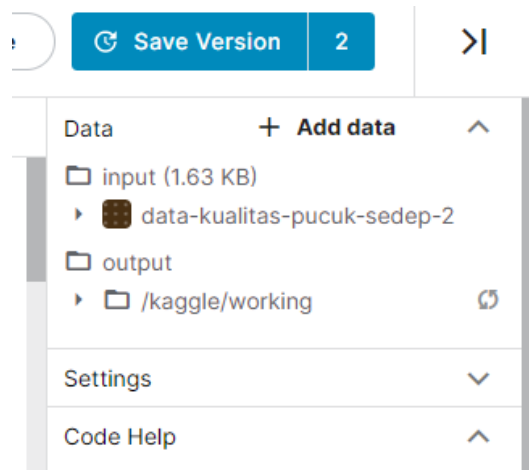 Save Version 2
Data + Add data
input (1.63 KB)
data-kualitas-pucuk-sedep-2
output
/kaggle/working
Settings
Code Help